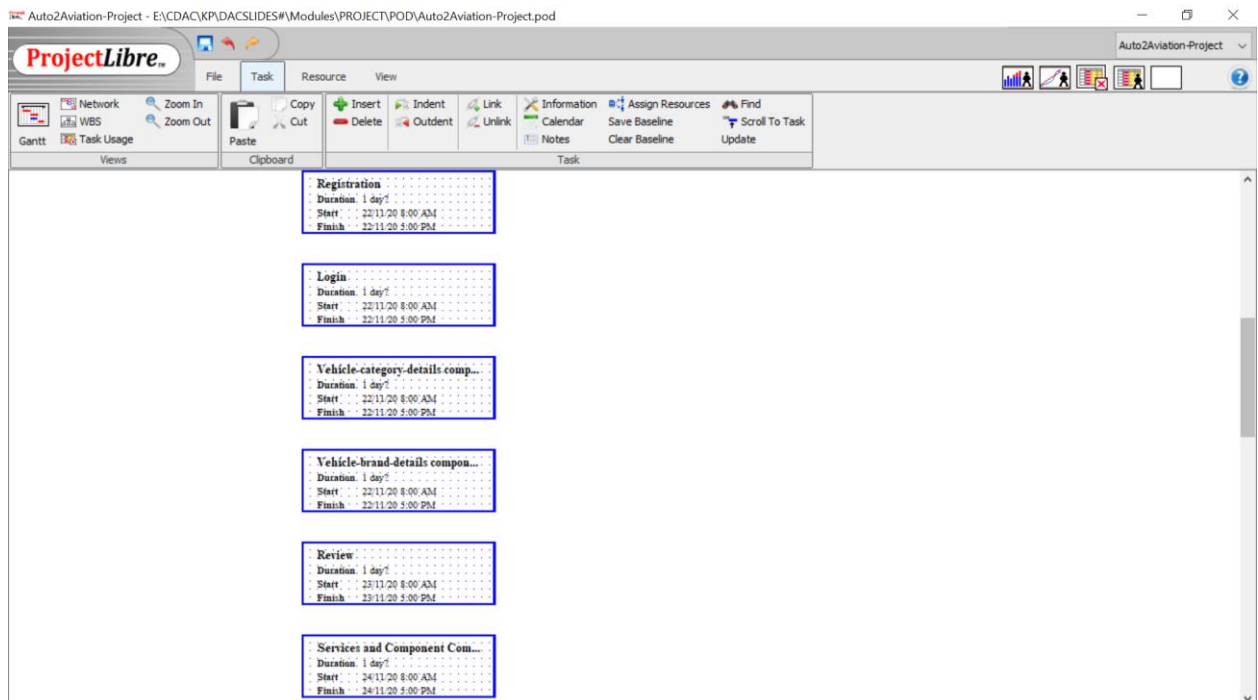 Auto2Aviation-Project - E:\CDAC\KP\DACSLIDES#\Modules\PROJECT\POD\Auto2Aviation-Project.pod
ProjectLibre™
Auto2Aviation-Project
File Task Resource View
Network Zoom In Copy Insert Indent Link Information Assign Resources Find
WBS Zoom Out Cut Delete Outdent Unlink Calendar Save Baseline Scroll To Task
Gantt Task Usage Paste Notes Clear Baseline Update
Views Clipboard Task
Registration
Duration 1 day?
Start 22/11/20 8:00 AM
Finish 22/11/20 5:00 PM
Login
Duration 1 day?
Start 22/11/20 8:00 AM
Finish 22/11/20 5:00 PM
Vehicle-category-details comp...
Duration 1 day?
Start 22/11/20 8:00 AM
Finish 22/11/20 5:00 PM
Vehicle-brand-details compon...
Duration 1 day?
Start 22/11/20 8:00 AM
Finish 22/11/20 5:00 PM
Review
Duration 1 day?
Start 23/11/20 8:00 AM
Finish 23/11/20 5:00 PM
Services and Component Com...
Duration 1 day?
Start 24/11/20 8:00 AM
Finish 24/11/20 5:00 PM